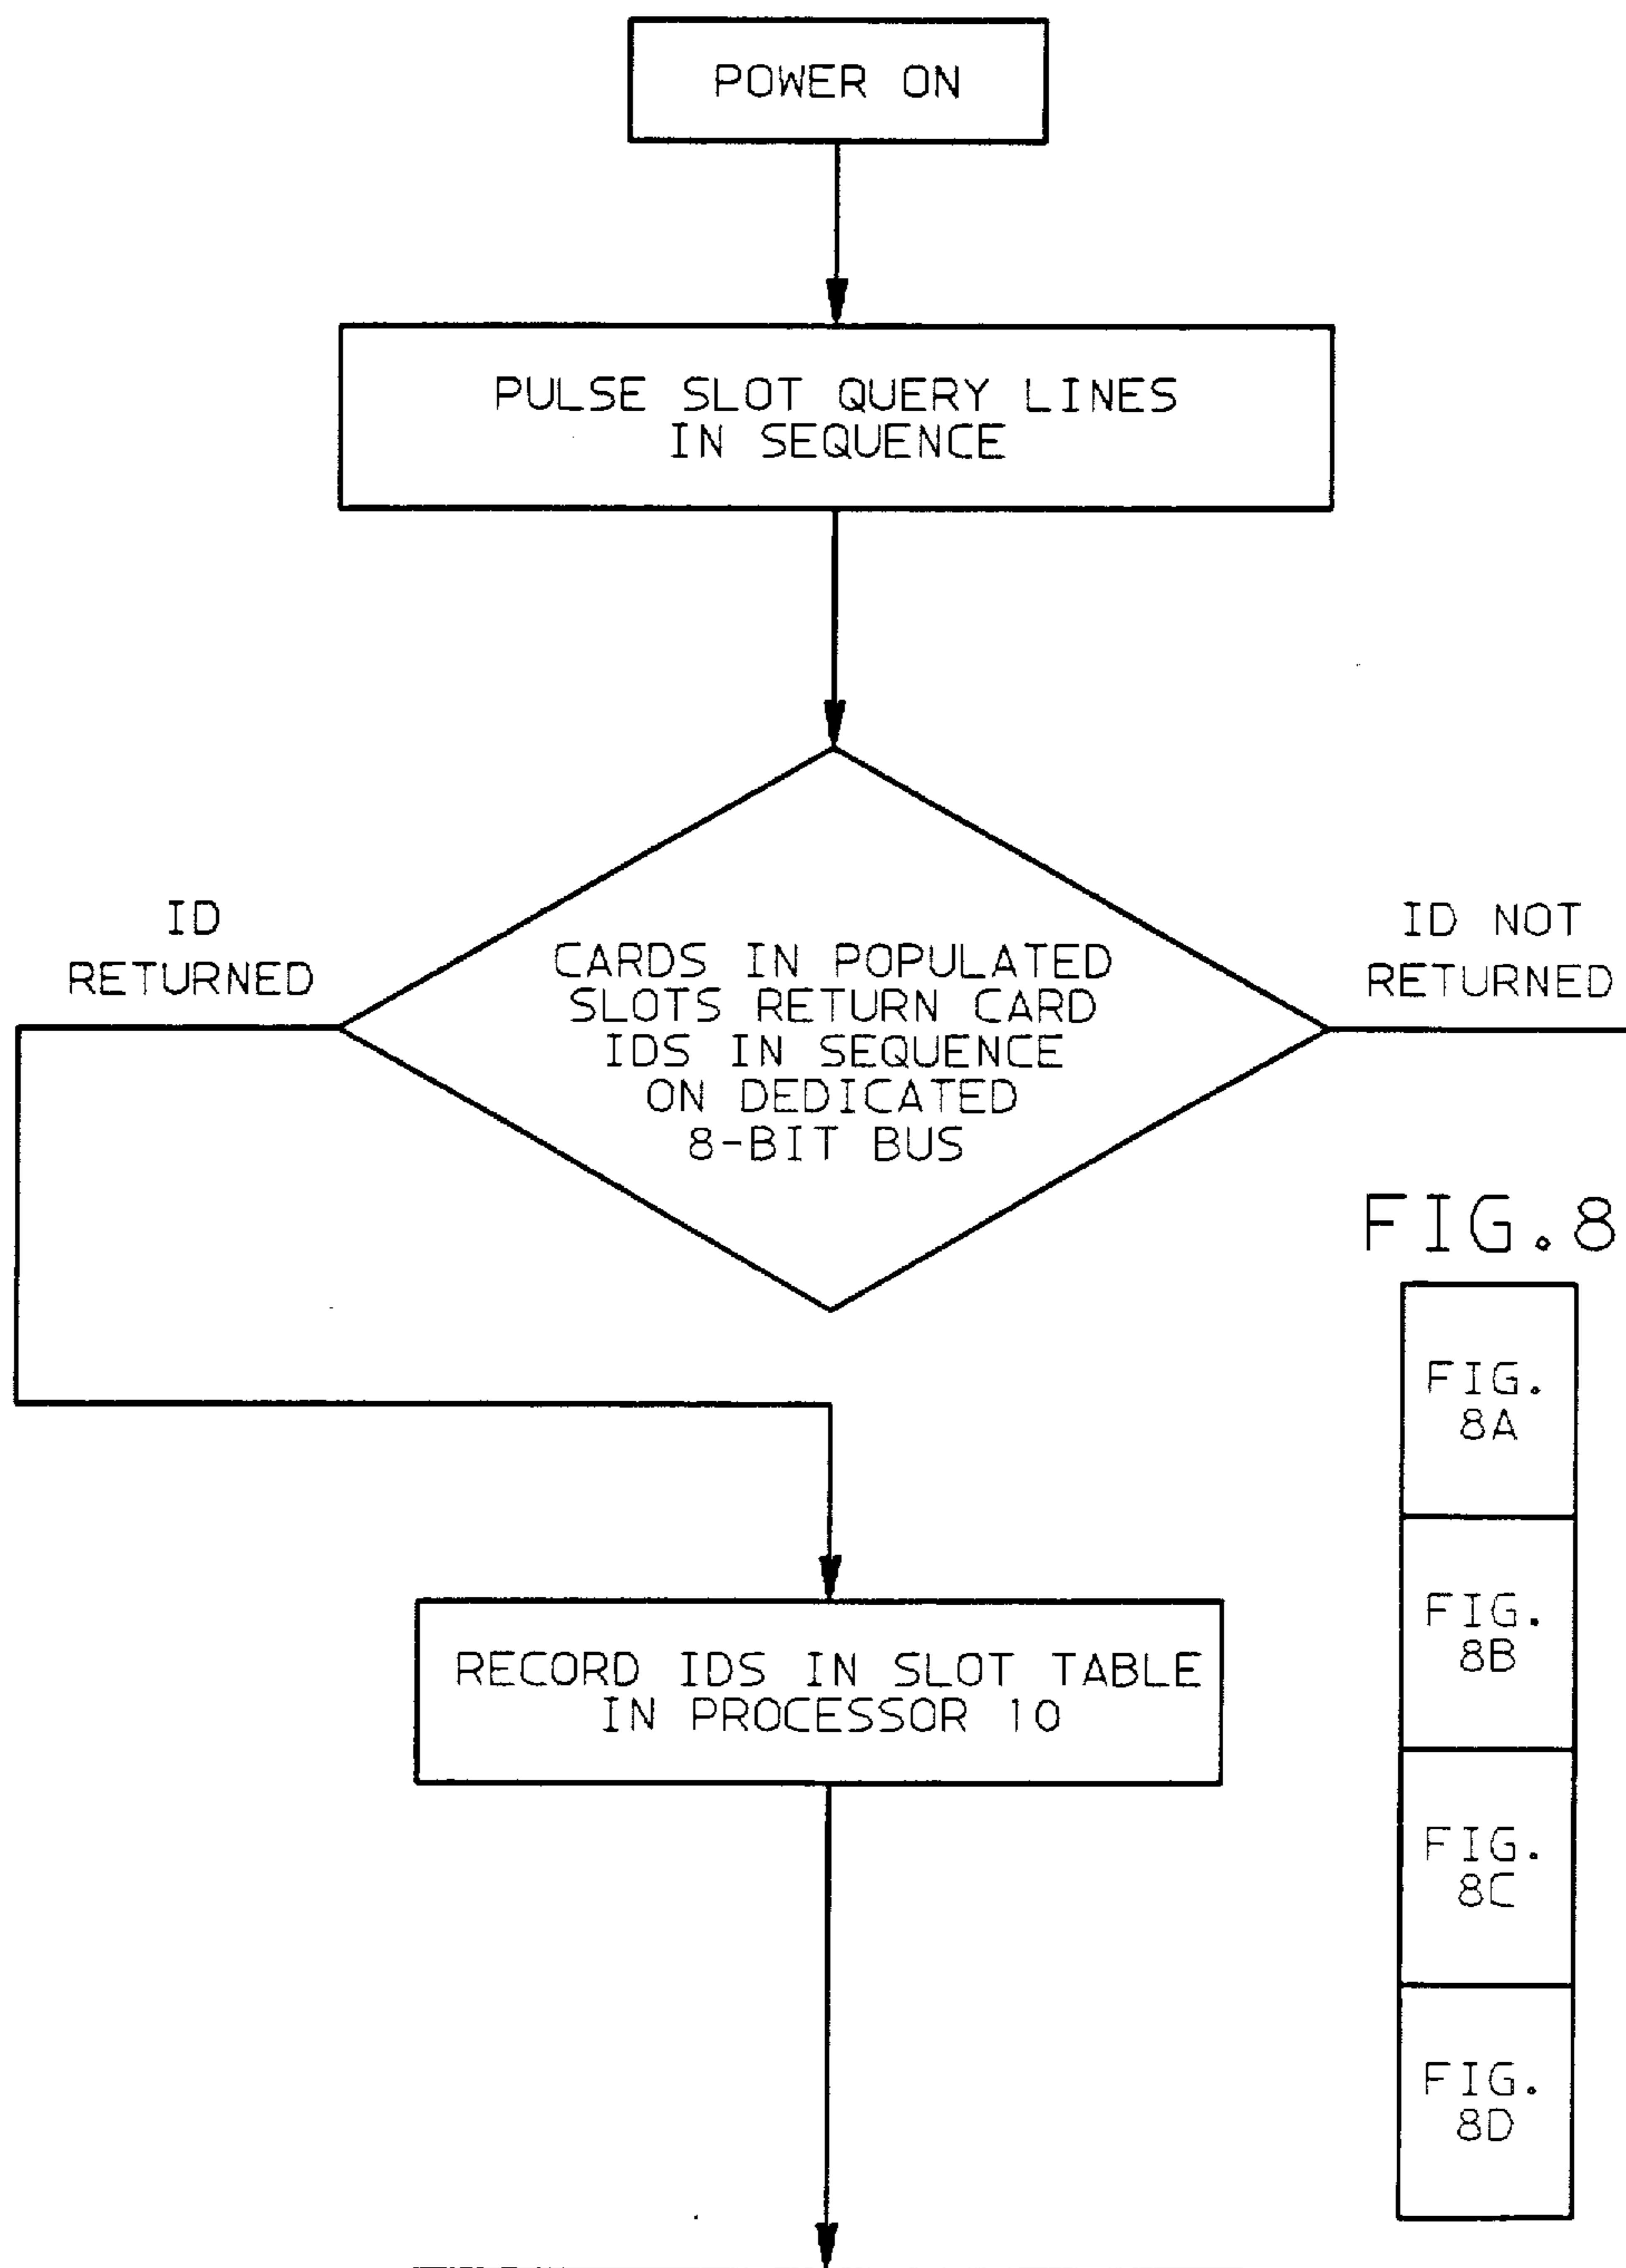 POWER ON
PULSE SLOT QUERY LINES
IN SEQUENCE
ID
RETURNED
CARDS IN POPULATED
SLOTS RETURN CARD
IDS IN SEQUENCE
ON DEDICATED
8-BIT BUS
ID NOT
RETURNED
FIG.8
FIG.
8A
FIG.
8B
FIG.
8C
FIG.
8D
RECORD IDS IN SLOT TABLE
IN PROCESSOR 10